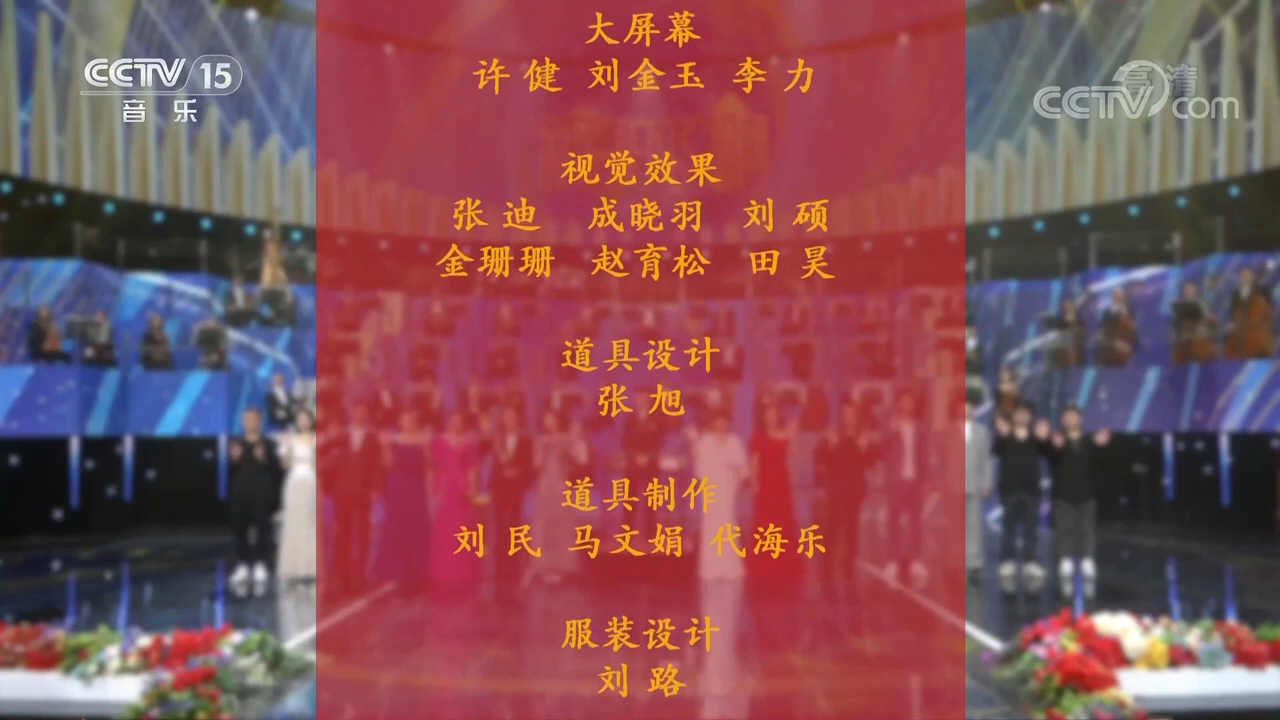 大屏幕
CCTV 15
音乐
高清
CCTV.com
许健 刘金玉 李力
视觉效果
张迪 成晓羽 刘硕
金珊珊 赵育松 田昊
道具设计
张旭
道具制作
刘民 马文娟 代海乐
服装设计
刘路